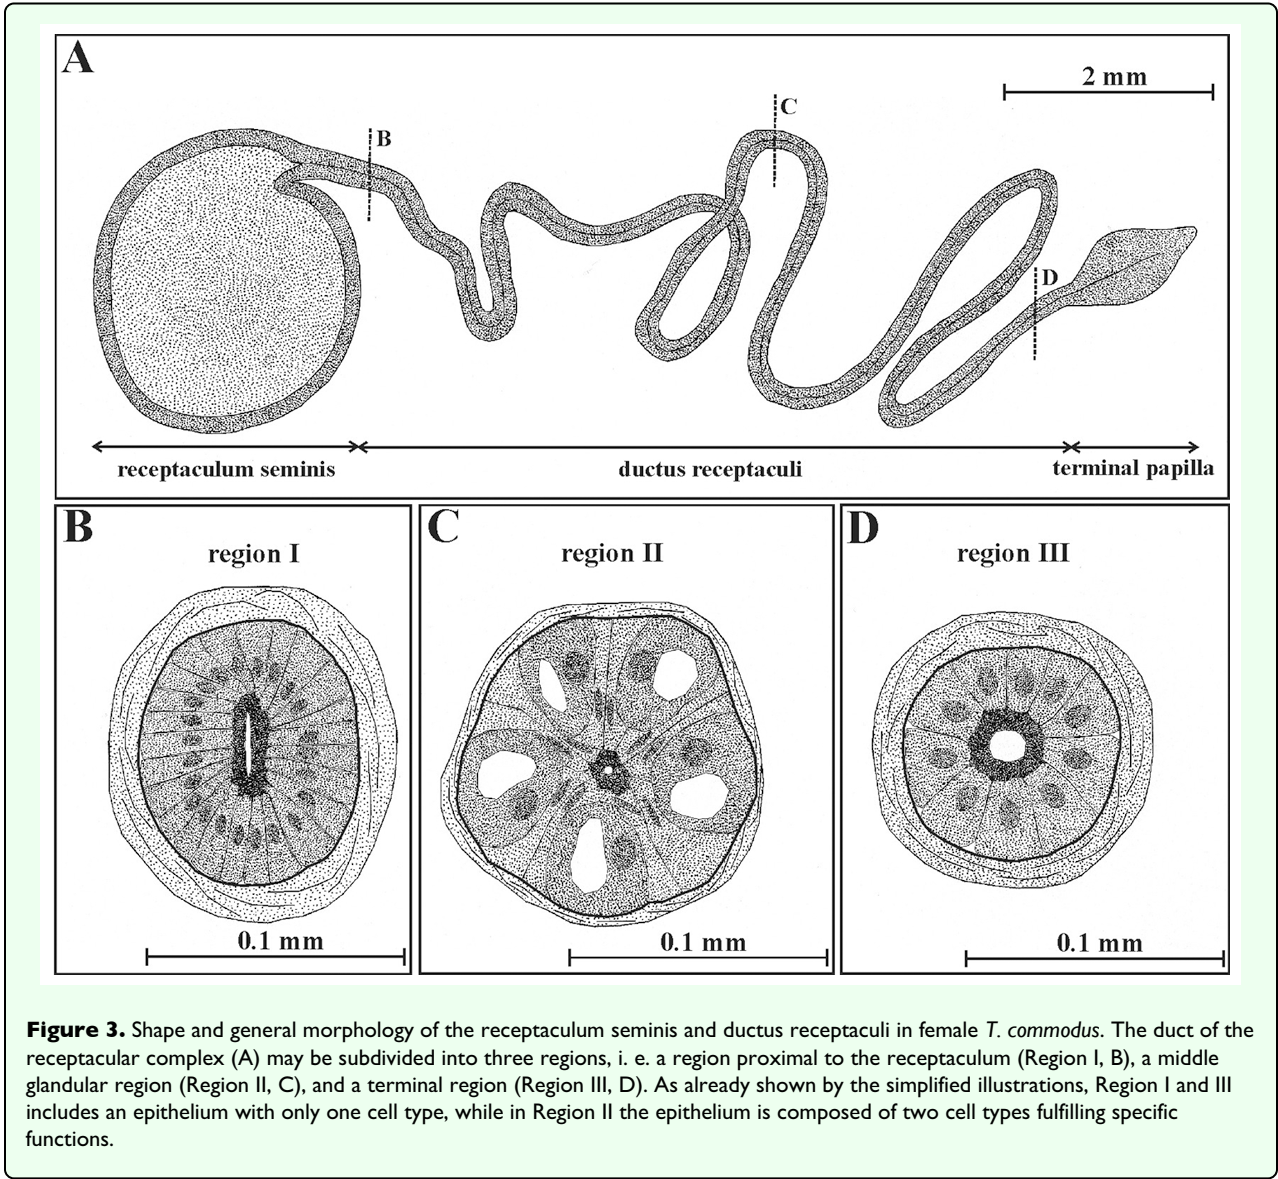 A
2 mm
B
C
D
receptaculum seminis
ductus receptaculi
terminal papilla
B
region I
0.1 mm
C
region II
0.1 mm
D
region III
0.1 mm
Figure 3. Shape and general morphology of the receptaculum seminis and ductus receptaculi in female T. commodus. The duct of the
receptacular complex (A) may be subdivided into three regions, i. e. a region proximal to the receptaculum (Region I, B), a middle
glandular region (Region II, C), and a terminal region (Region III, D). As already shown by the simplified illustrations, Region I and III
includes an epithelium with only one cell type, while in Region II the epithelium is composed of two cell types fulfilling specific
functions.